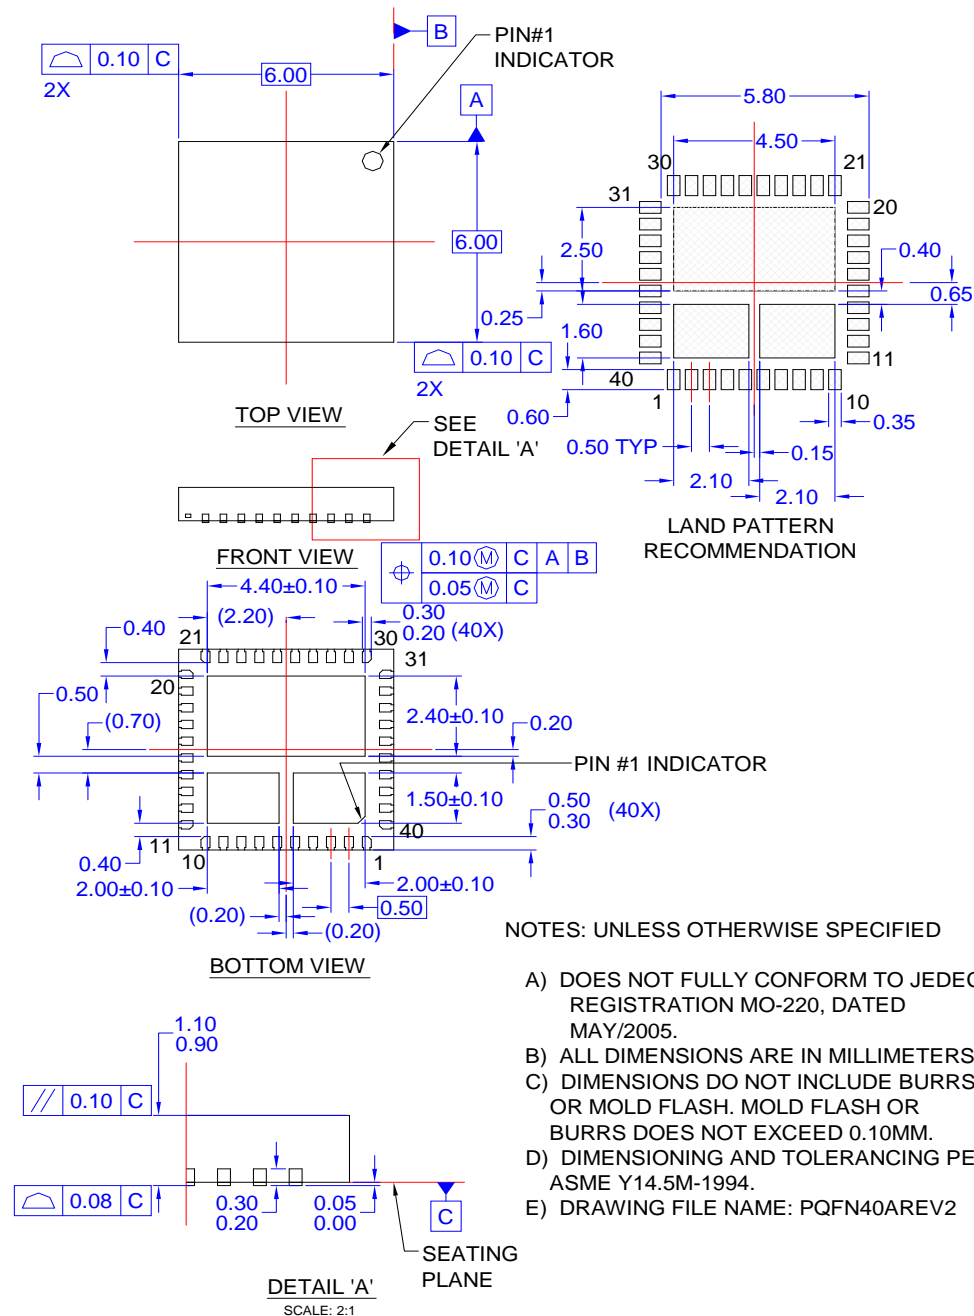 B
PIN#1
INDICATOR
0.10 C
2X
6.00
A
6.00
0.10 C
2X
TOP VIEW
5.80
4.50
30
21
31
20
2.50
0.40
0.65
0.25
1.60
11
40
1
10
0.60
0.35
0.50 TYP
0.15
2.10
2.10
LAND PATTERN
RECOMMENDATION
SEE
DETAIL 'A'
FRONT VIEW
0.10 M C A B
0.05 M C
4.40±0.10
(2.20)
0.30
0.20 (40X)
0.40
21
30
31
20
0.50
(0.70)
2.40±0.10
0.20
PIN #1 INDICATOR
1.50±0.10
0.50
0.30
(40X)
11
10
40
1
0.40
2.00±0.10
2.00±0.10
(0.20)
0.50
(0.20)
BOTTOM VIEW
NOTES: UNLESS OTHERWISE SPECIFIED
A) DOES NOT FULLY CONFORM TO JEDEC
REGISTRATION MO-220, DATED
MAY/2005.
B) ALL DIMENSIONS ARE IN MILLIMETERS
C) DIMENSIONS DO NOT INCLUDE BURRS
OR MOLD FLASH. MOLD FLASH OR
BURRS DOES NOT EXCEED 0.10MM.
D) DIMENSIONING AND TOLERANCING PE
ASME Y14.5M-1994.
E) DRAWING FILE NAME: PQFN40AREV2
1.10
0.90
// 0.10 C
0.08 C
0.30
0.20
0.05
0.00
C
SEATING
PLANE
DETAIL 'A'
SCALE: 2:1